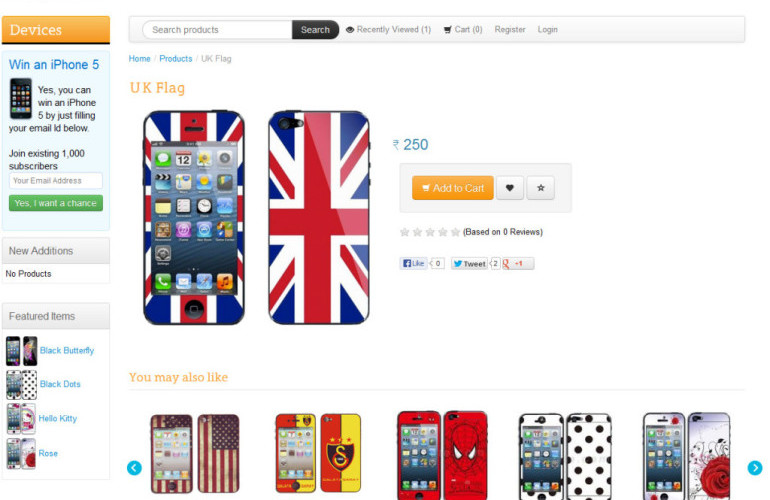 Devices
Search products
Search
Recently Viewed (1)
Cart (0)
Register
Login
Win an iPhone 5
Yes, you can
win an iPhone
5 by just filling
your email Id below.
Join existing 1,000
subscribers
Your Email Address
Yes, I want a chance
New Additions
No Products
Featured Items
Black Butterfly
Black Dots
Hello Kitty
Rose
Home / Products / UK Flag
UK Flag
₹ 250
Add to Cart
(Based on 0 Reviews)
Like 0
Tweet 2
+1
You may also like